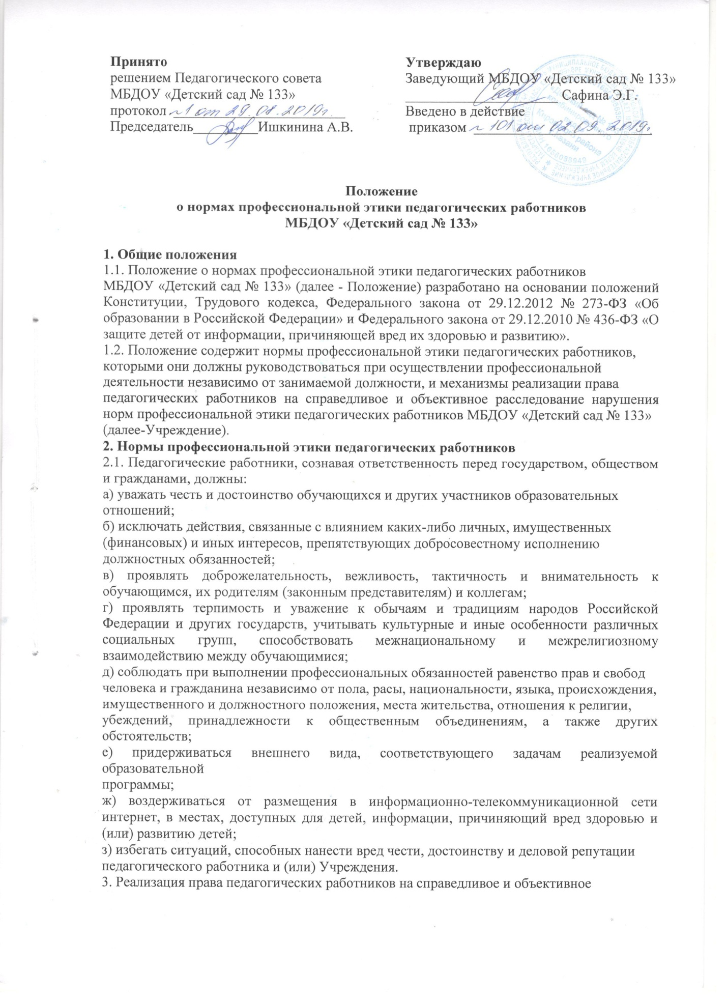 Принято
решением Педагогического совета
МБДОУ «Детский сад № 133»
протокол №1 от 29.08.2019г.
Председатель Ишкинина А.В.
Утверждаю
Заведующий МБДОУ «Детский сад № 133»
Сафина Э.Г.
Введено в действие
приказом №101 от 02.09.2019г.
Положение
о нормах профессиональной этики педагогических работников
МБДОУ «Детский сад № 133»
1. Общие положения
1.1. Положение о нормах профессиональной этики педагогических работников
МБДОУ «Детский сад № 133» (далее - Положение) разработано на основании положений
Конституции, Трудового кодекса, Федерального закона от 29.12.2012 № 273-ФЗ «Об
образовании в Российской Федерации» и Федерального закона от 29.12.2010 № 436-ФЗ «О
защите детей от информации, причиняющей вред их здоровью и развитию».
1.2. Положение содержит нормы профессиональной этики педагогических работников,
которыми они должны руководствоваться при осуществлении профессиональной
деятельности независимо от занимаемой должности, и механизмы реализации права
педагогических работников на справедливое и объективное расследование нарушения
норм профессиональной этики педагогических работников МБДОУ «Детский сад № 133»
(далее-Учреждение).
2. Нормы профессиональной этики педагогических работников
2.1. Педагогические работники, сознавая ответственность перед государством, обществом
и гражданами, должны:
а) уважать честь и достоинство обучающихся и других участников образовательных
отношений;
б) исключать действия, связанные с влиянием каких-либо личных, имущественных
(финансовых) и иных интересов, препятствующих добросовестному исполнению
должностных обязанностей;
в) проявлять доброжелательность, вежливость, тактичность и внимательность к
обучающимся, их родителям (законным представителям) и коллегам;
г) проявлять терпимость и уважение к обычаям и традициям народов Российской
Федерации и других государств, учитывать культурные и иные особенности различных
социальных групп, способствовать межнациональному и межрелигиозному
взаимодействию между обучающимися;
д) соблюдать при выполнении профессиональных обязанностей равенство прав и свобод
человека и гражданина независимо от пола, расы, национальности, языка, происхождения,
имущественного и должностного положения, места жительства, отношения к религии,
убеждений, принадлежности к общественным объединениям, а также других
обстоятельств;
е) придерживаться внешнего вида, соответствующего задачам реализуемой
образовательной
программы;
ж) воздерживаться от размещения в информационно-телекоммуникационной сети
интернет, в местах, доступных для детей, информации, причиняющий вред здоровью и
(или) развитию детей;
з) избегать ситуаций, способных нанести вред чести, достоинству и деловой репутации
педагогического работника и (или) Учреждения.
3. Реализация права педагогических работников на справедливое и объективное